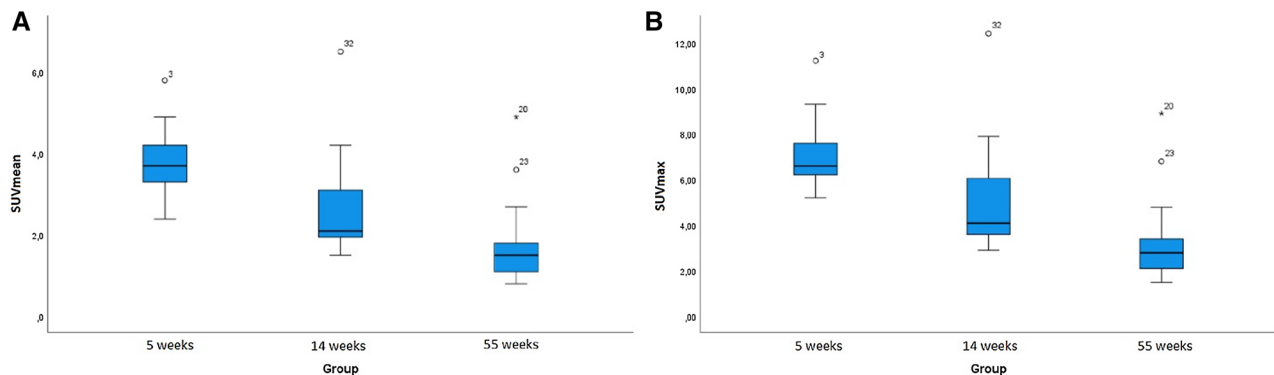 A
SUVmean
6,0
4,0
2,0
,0
3
32
20
23
5 weeks
14 weeks
55 weeks
Group
B
SUVmax
12,00
10,00
8,00
6,00
4,00
2,00
,00
3
32
20
23
5 weeks
14 weeks
55 weeks
Group